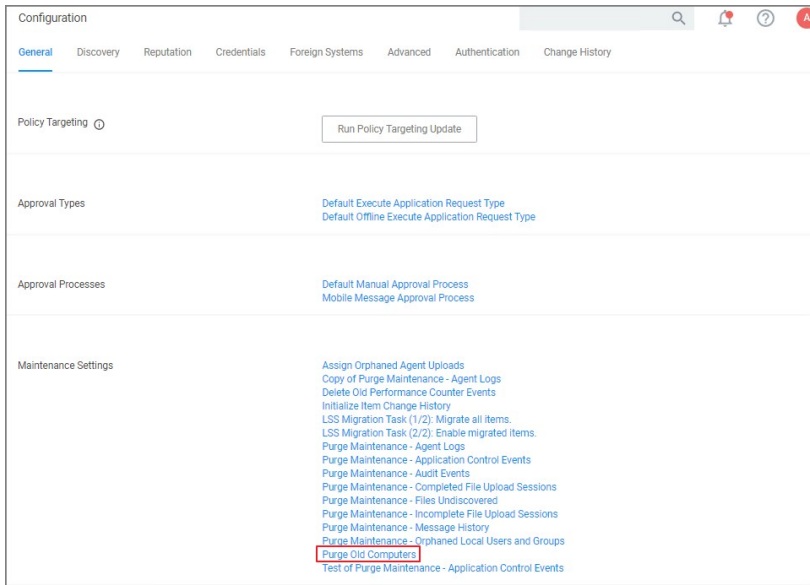 Configuration
A
General Discovery Reputation Credentials Foreign Systems Advanced Authentication Change History
Policy Targeting
Run Policy Targeting Update
Approval Types
Default Execute Application Request Type
Default Offline Execute Application Request Type
Approval Processes
Default Manual Approval Process
Mobile Message Approval Process
Maintenance Settings
Assign Orphaned Agent Uploads
Copy of Purge Maintenance - Agent Logs
Delete Old Performance Counter Events
Initialize Item Change History
LSS Migration Task (1/2): Migrate all items.
LSS Migration Task (2/2): Enable migrated items.
Purge Maintenance - Agent Logs
Purge Maintenance - Application Control Events
Purge Maintenance - Audit Events
Purge Maintenance - Completed File Upload Sessions
Purge Maintenance - Files Undiscovered
Purge Maintenance - Incomplete File Upload Sessions
Purge Maintenance - Message History
Purge Maintenance - Orphaned Local Users and Groups
Purge Old Computers
Test of Purge Maintenance - Application Control Events